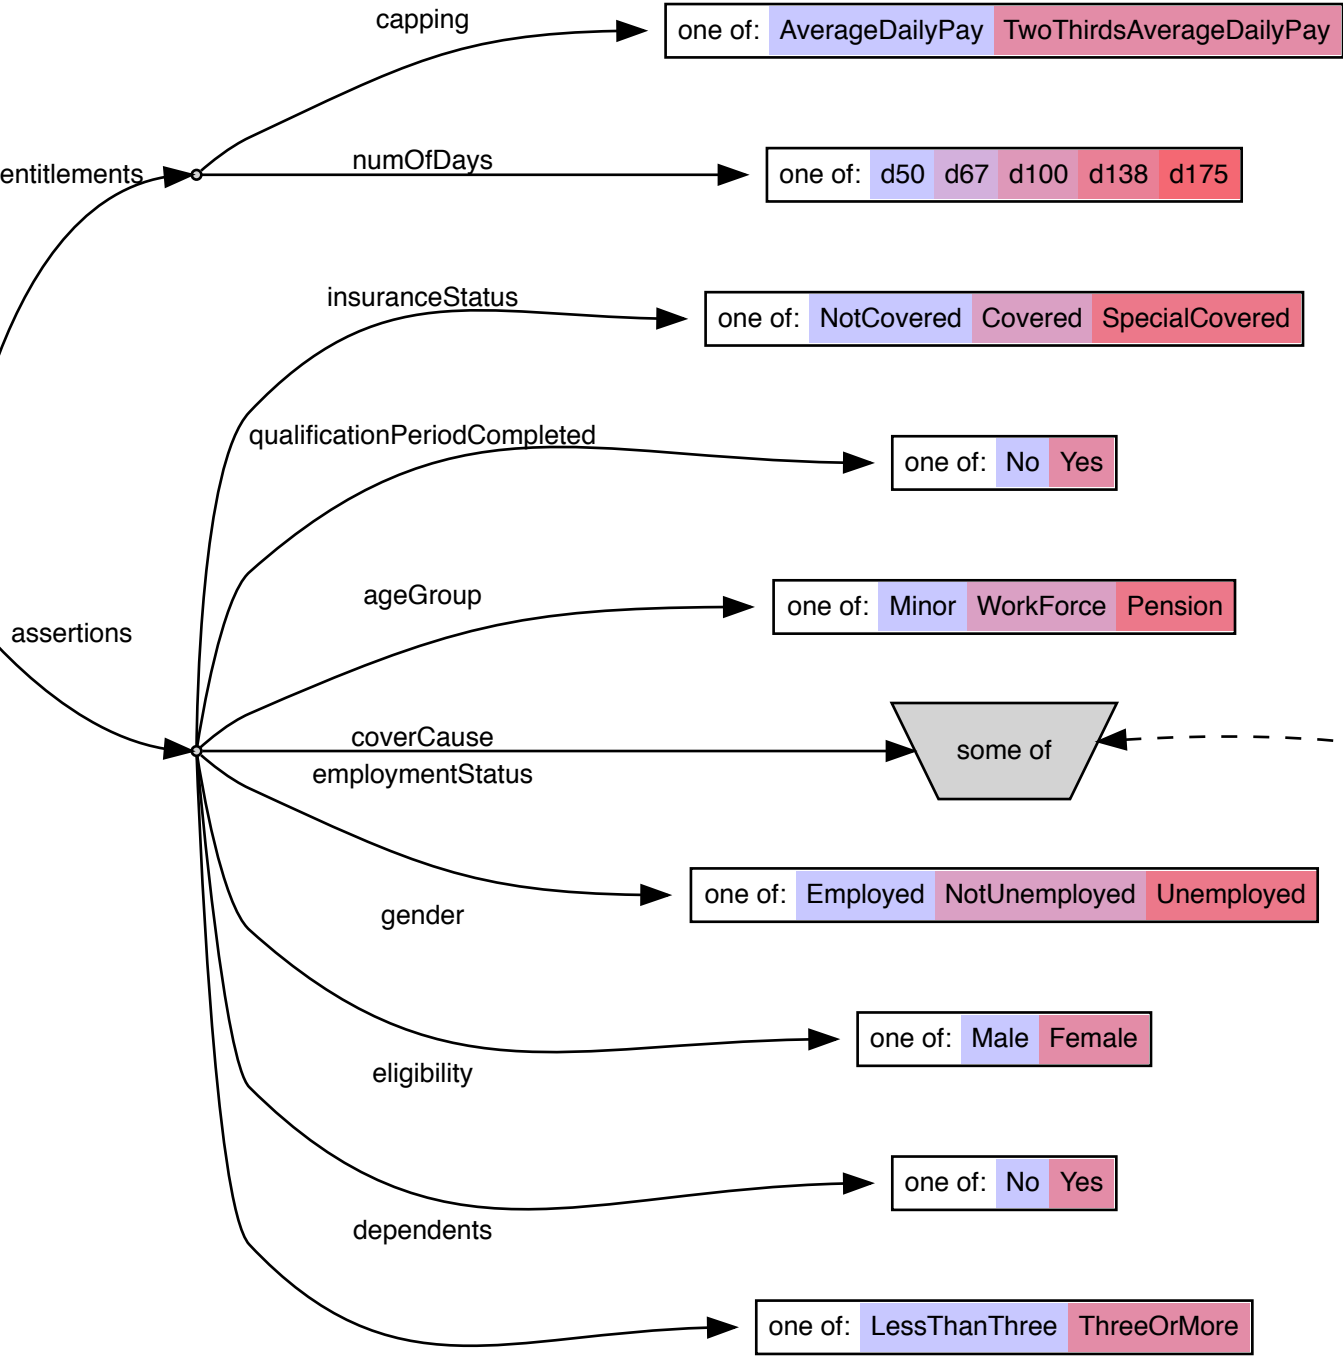 capping
one of: AverageDailyPay TwoThirdsAverageDailyPay
entitlements
numOfDays
one of: d50 d67 d100 d138 d175
insuranceStatus
one of: NotCovered Covered SpecialCovered
qualificationPeriodCompleted
one of: No Yes
ageGroup
one of: Minor WorkForce Pension
assertions
coverCause
some of
employmentStatus
one of: Employed NotUnemployed Unemployed
gender
one of: Male Female
eligibility
one of: No Yes
dependents
one of: LessThanThree ThreeOrMore